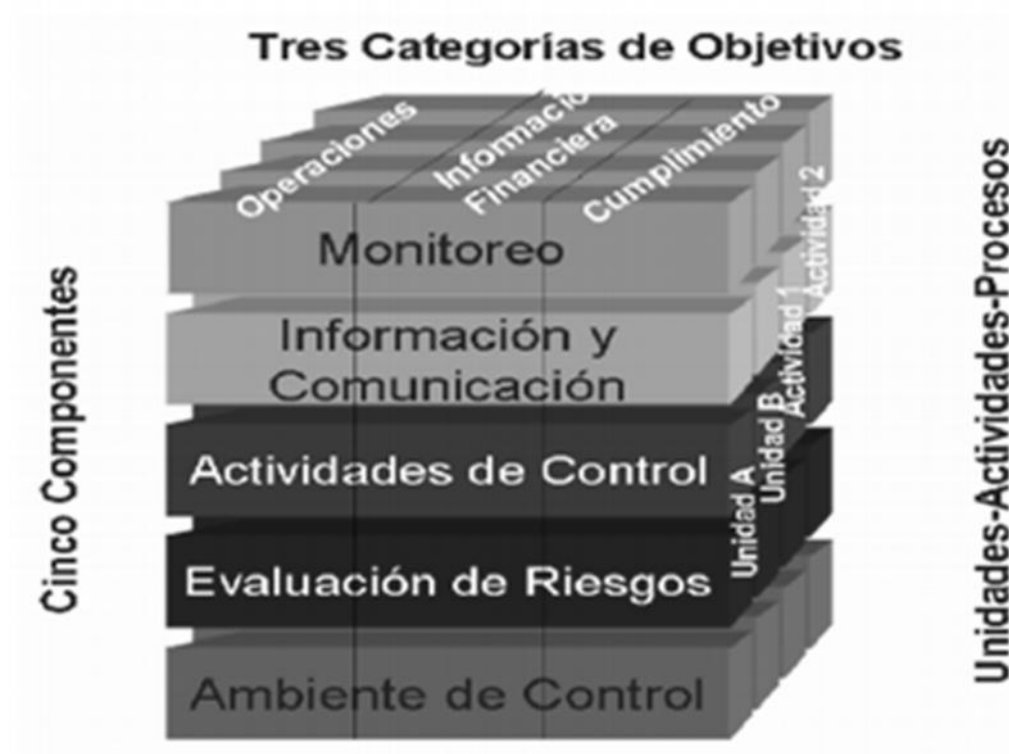 Tres Categorías de Objetivos
Operaciones
Informació
Financiera
Cumplimiento
Monitoreo
Información y
Comunicación
Actividades de Control
Evaluación de Riesgos
Ambiente de Control
Unidad A
Unidad B
Actividad 1
Actividad 2
Cinco Componentes
Unidades-Actividades-Procesos